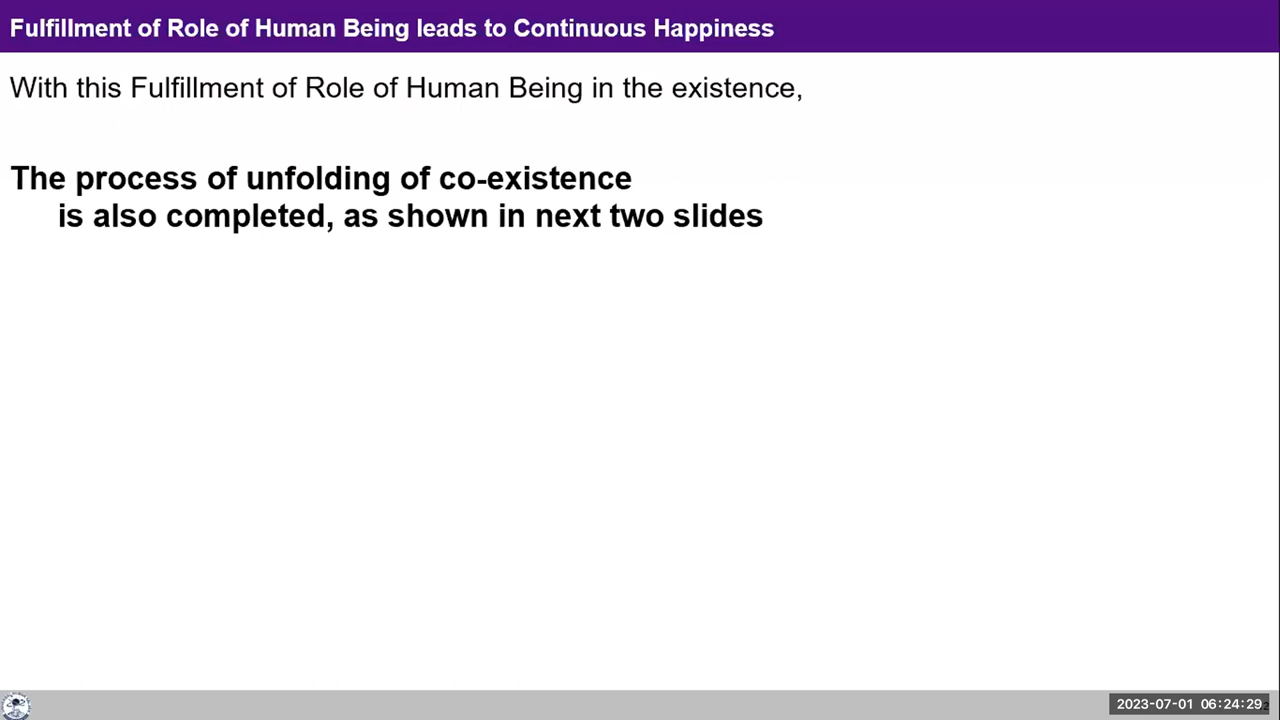 Fulfillment of Role of Human Being leads to Continuous Happiness
With this Fulfillment of Role of Human Being in the existence,
The process of unfolding of co-existence
is also completed, as shown in next two slides
2023-07-01 06:24:29